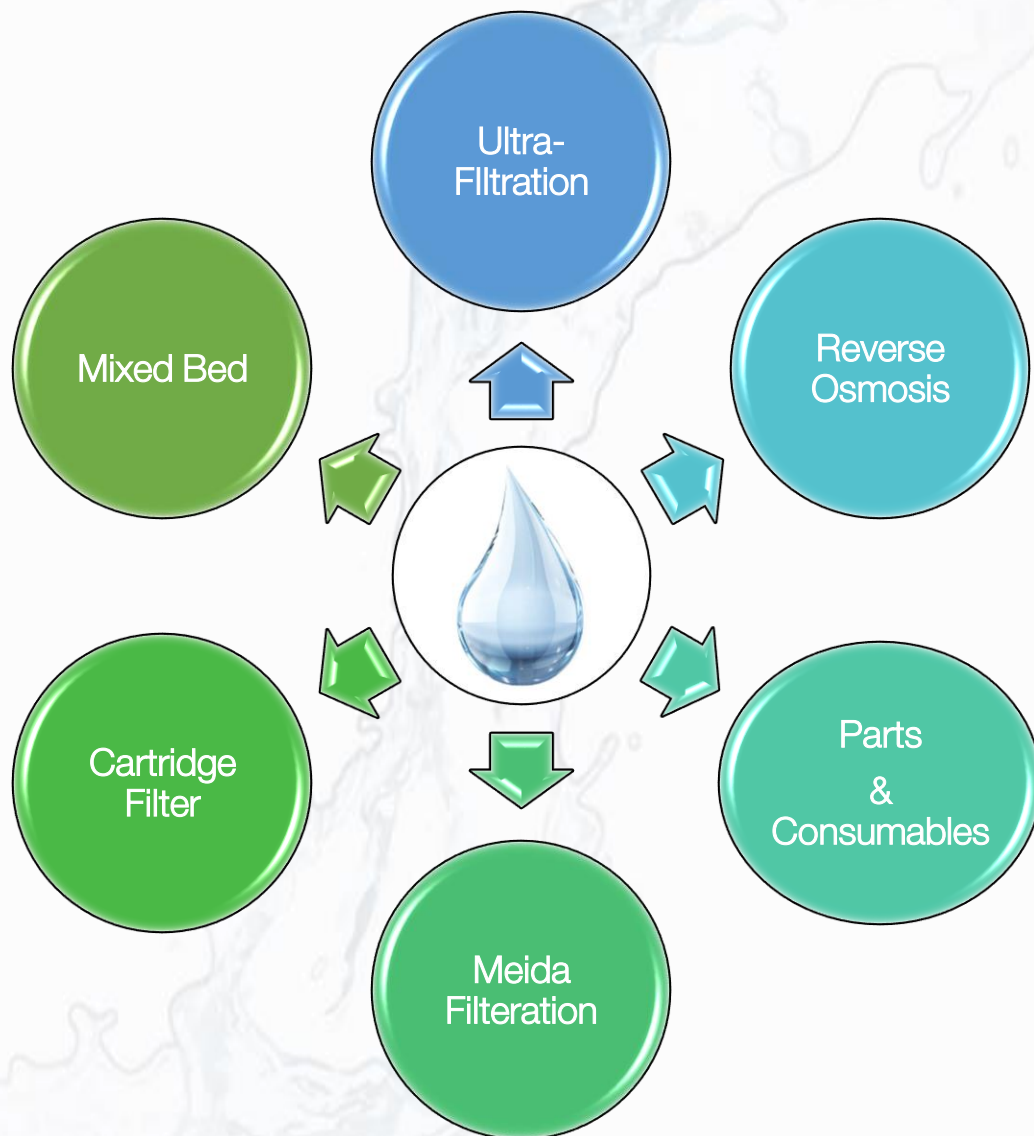 Ultra-
FIltration
Reverse
Osmosis
Parts
&
Consumables
Meida
Filteration
Cartridge
Filter
Mixed Bed